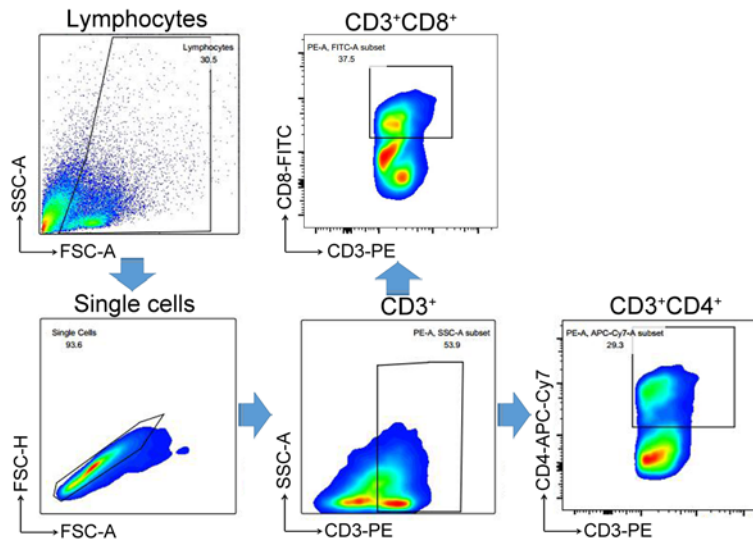 Lymphocytes
Lymphocytes
30.5
SSC-A
FSC-A
CD3⁺CD8⁺
PE-A, FITC-A subset
37.5
CD8-FITC
CD3-PE
Single cells
Single Cells
93.6
FSC-H
FSC-A
CD3⁺
PE-A, SSC-A subset
53.9
SSC-A
CD3-PE
CD3⁺CD4⁺
PE-A, APC-Cy7-A subset
29.3
CD4-APC-Cy7
CD3-PE